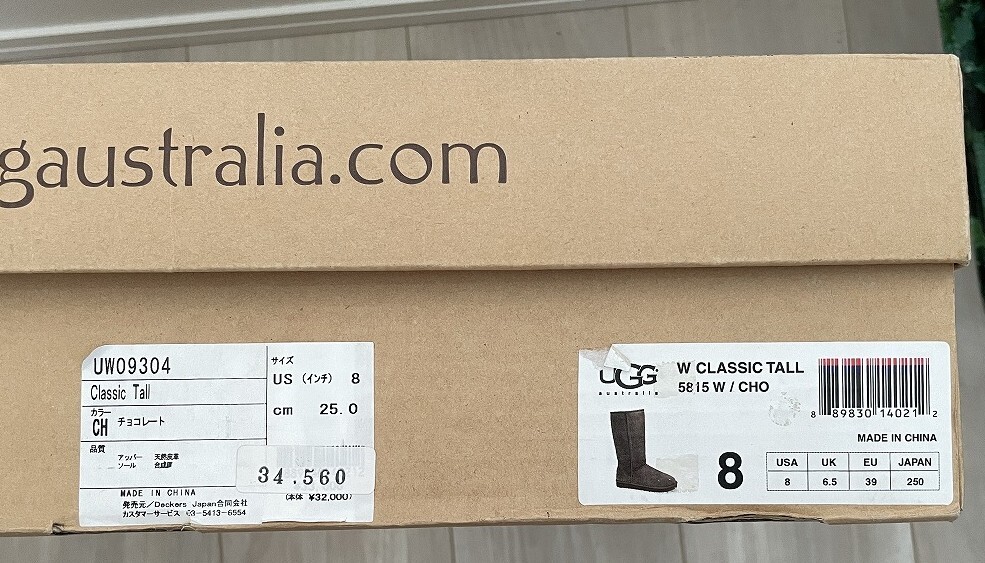 gaustralia.com
UW09304
Classic Tall
カラー
CH チョコレート
品質
アッパー 天然皮革
ソール 合成底
MADE IN CHINA
発売元/Deckers Japan合同会社
カスタマーサービス 03-5413-6554
サイズ
US (インチ) 8
cm 25.0
34.560
(本体 ¥32,000)
UGG
australia
W CLASSIC TALL
5815 W / CHO
8 89830 14021 2
MADE IN CHINA
8
USA UK EU JAPAN
8 6.5 39 250